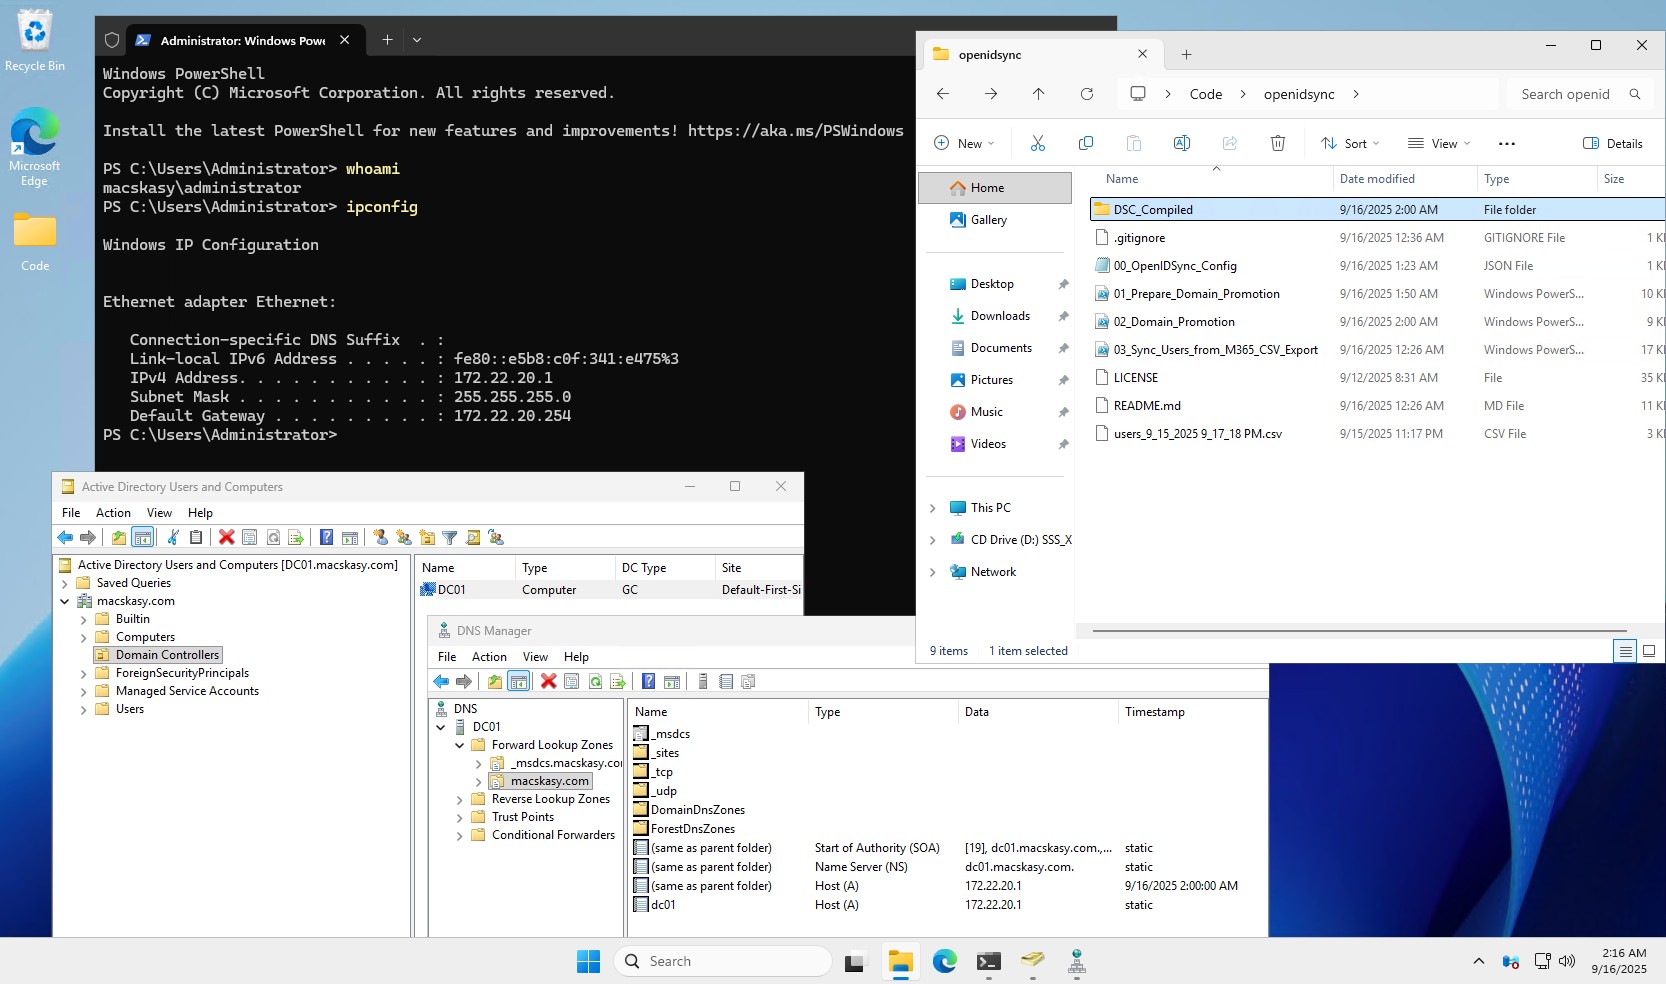 Recycle Bin
Microsoft
Edge
Code
Administrator: Windows Powe
Windows PowerShell
Copyright (C) Microsoft Corporation. All rights reserved.
Install the latest PowerShell for new features and improvements! https://aka.ms/PSWindows
PS C:\Users\Administrator> whoami
macskasy\administrator
PS C:\Users\Administrator> ipconfig
Windows IP Configuration
Ethernet adapter Ethernet:
Connection-specific DNS Suffix . :
Link-local IPv6 Address . . . . . : fe80::e5b8:c0f:341:e475%3
IPv4 Address. . . . . . . . . . . : 172.22.20.1
Subnet Mask . . . . . . . . . . . : 255.255.255.0
Default Gateway . . . . . . . . . : 172.22.20.254
PS C:\Users\Administrator>
openidsync
Code openidsync Search openid
New Sort View Details
Name Date modified Type Size
Home
Gallery
Desktop
Downloads
Documents
Pictures
Music
Videos
This PC
CD Drive (D:) SSS_X
Network
DSC_Compiled 9/16/2025 2:00 AM File folder
.gitignore 9/16/2025 12:36 AM GITIGNORE File 1 K
00_OpenIDSync_Config 9/16/2025 1:23 AM JSON File 1 K
01_Prepare_Domain_Promotion 9/16/2025 1:50 AM Windows PowerS... 10 K
02_Domain_Promotion 9/16/2025 2:00 AM Windows PowerS... 9 K
03_Sync_Users_from_M365_CSV_Export 9/16/2025 12:26 AM Windows PowerS... 17 K
LICENSE 9/12/2025 8:31 AM File 35 K
README.md 9/16/2025 12:26 AM MD File 11 K
users_9_15_2025 9_17_18 PM.csv 9/15/2025 11:17 PM CSV File 3 K
9 items 1 item selected
Active Directory Users and Computers
File Action View Help
Active Directory Users and Computers [DC01.macskasy.com]
Saved Queries
macskasy.com
Builtin
Computers
Domain Controllers
ForeignSecurityPrincipals
Managed Service Accounts
Users
Name Type DC Type Site
DC01 Computer GC Default-First-Si
DNS Manager
File Action View Help
DNS
DC01
Forward Lookup Zones
_msdcs.macskasy.co
macskasy.com
Reverse Lookup Zones
Trust Points
Conditional Forwarders
Name Type Data Timestamp
_msdcs
_sites
_tcp
_udp
DomainDnsZones
ForestDnsZones
(same as parent folder) Start of Authority (SOA) [19], dc01.macskasy.com.,... static
(same as parent folder) Name Server (NS) dc01.macskasy.com. static
(same as parent folder) Host (A) 172.22.20.1 9/16/2025 2:00:00 AM
dc01 Host (A) 172.22.20.1 static
Search
2:16 AM
9/16/2025